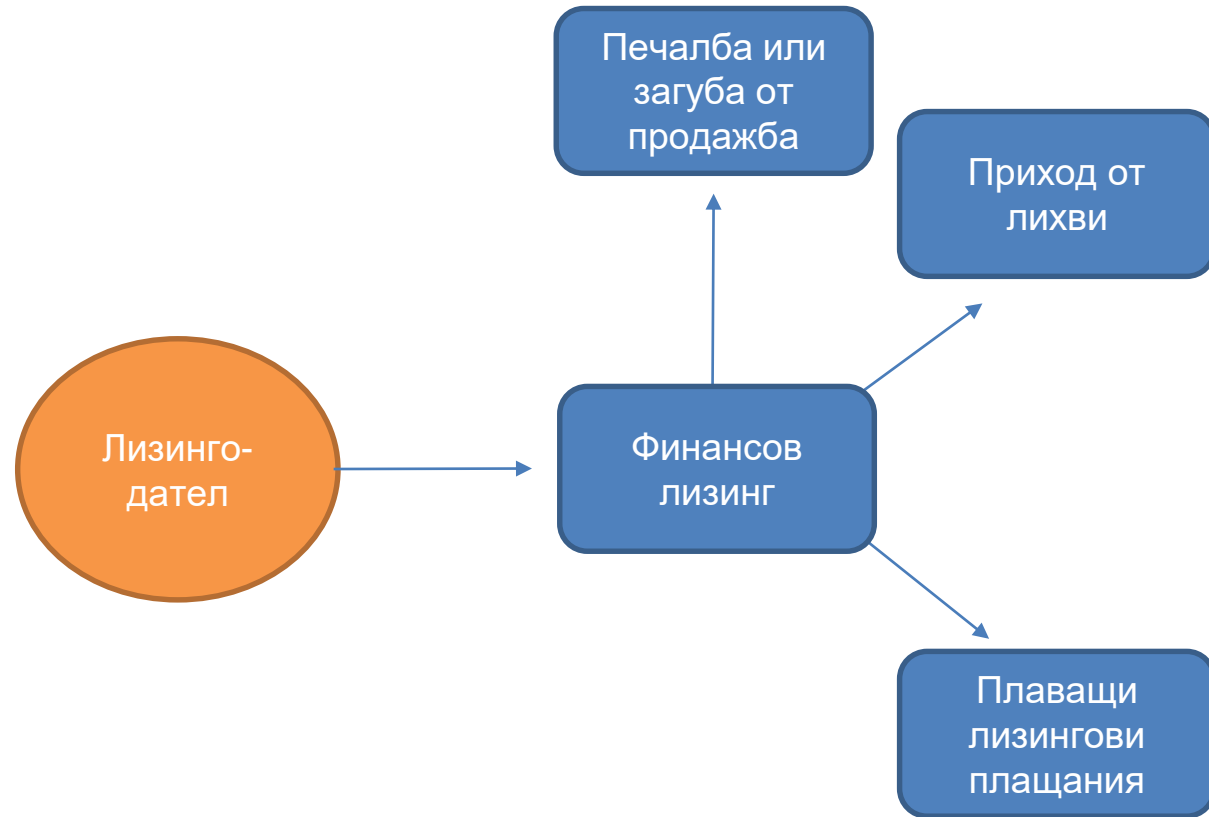 Печалба или
загуба от
продажба
Приход от
лихви
Лизинго-
дател
Финансов
лизинг
Плаващи
лизингови
плащания